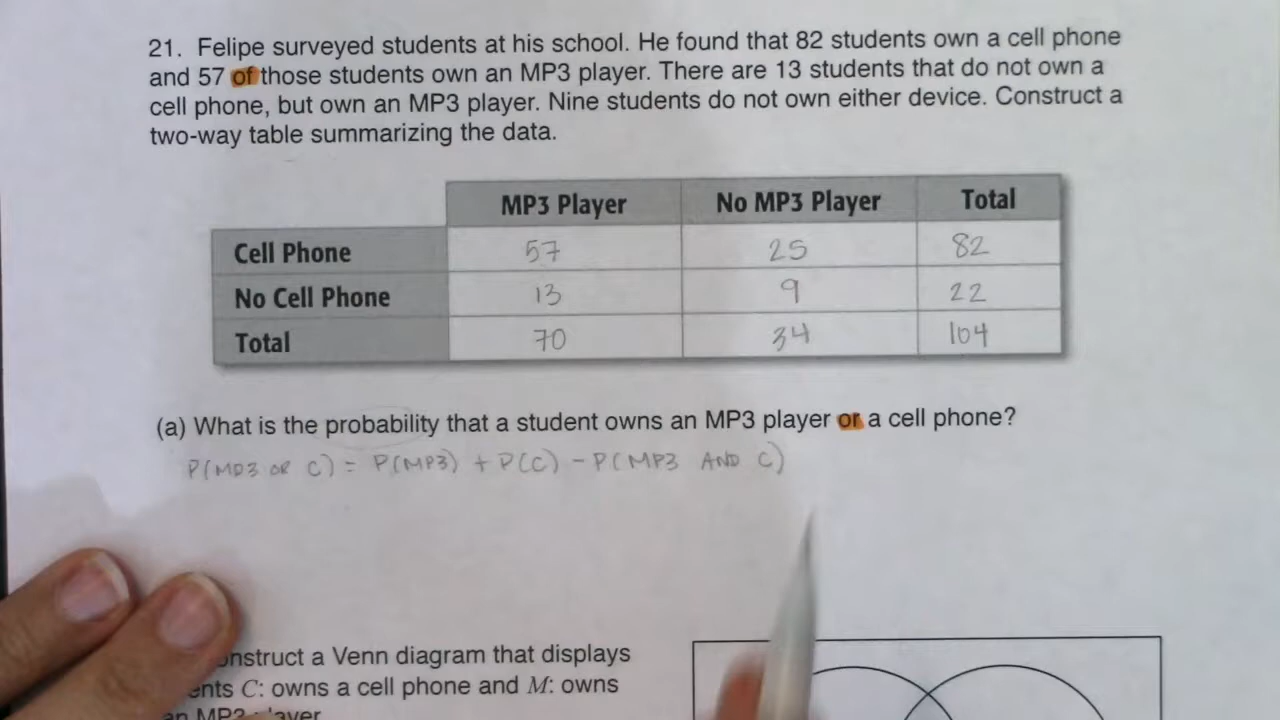 21. Felipe surveyed students at his school. He found that 82 students own a cell phone
and 57 of those students own an MP3 player. There are 13 students that do not own a
cell phone, but own an MP3 player. Nine students do not own either device. Construct a
two-way table summarizing the data.
MP3 Player No MP3 Player Total
Cell Phone 57 25 82
No Cell Phone 13 9 22
Total 70 34 104
(a) What is the probability that a student owns an MP3 player or a cell phone?
P(MP3 OR C) = P(MP3) + P(C) - P(MP3 AND C)
a Venn diagram that displays
C: owns a cell phone and M: owns